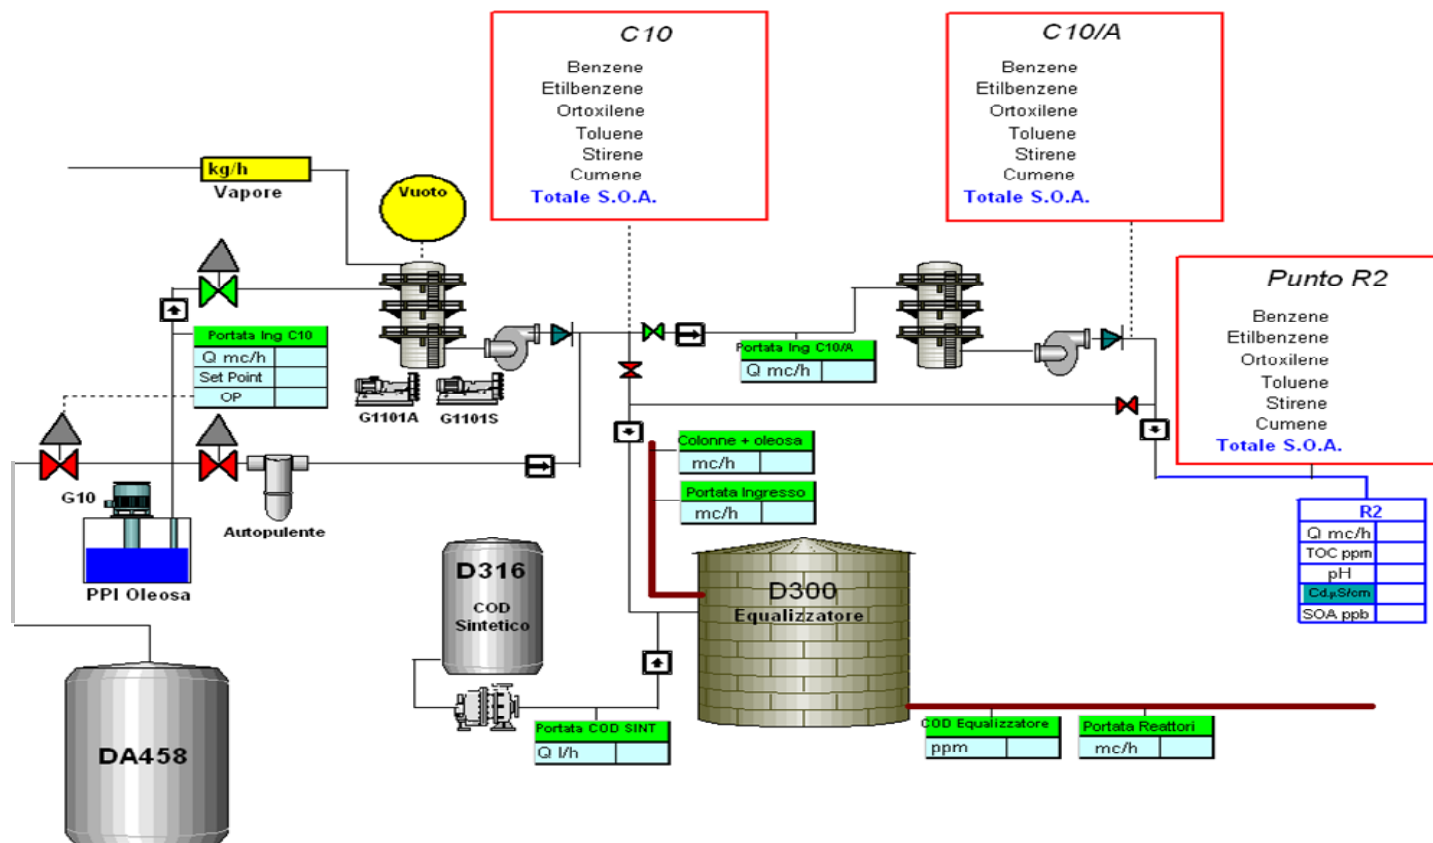 C10
Benzene
Etilbenzene
Ortoxilene
Toluene
Stirene
Cumene
Totale S.O.A.
C10/A
Benzene
Etilbenzene
Ortoxilene
Toluene
Stirene
Cumene
Totale S.O.A.
kg/h
Vapore
Vuoto
Punto R2
Benzene
Etilbenzene
Ortoxilene
Toluene
Stirene
Cumene
Totale S.O.A.
Portata Ing C10
Q mc/h
Set Point
OP
Portata Ing C10/A
Q mc/h
G1101A
G1101S
Colonne + oleosa
mc/h
Portata Ingresso
mc/h
G10
Autopulente
PPI Oleosa
R2
Q mc/h
TOC ppm
pH
Cd.µS/cm
SOA ppb
D316
COD
Sintetico
D300
Equalizzatore
Portata COD SINT
Q l/h
COD Equalizzatore
ppm
Portata Reattori
mc/h
DA458